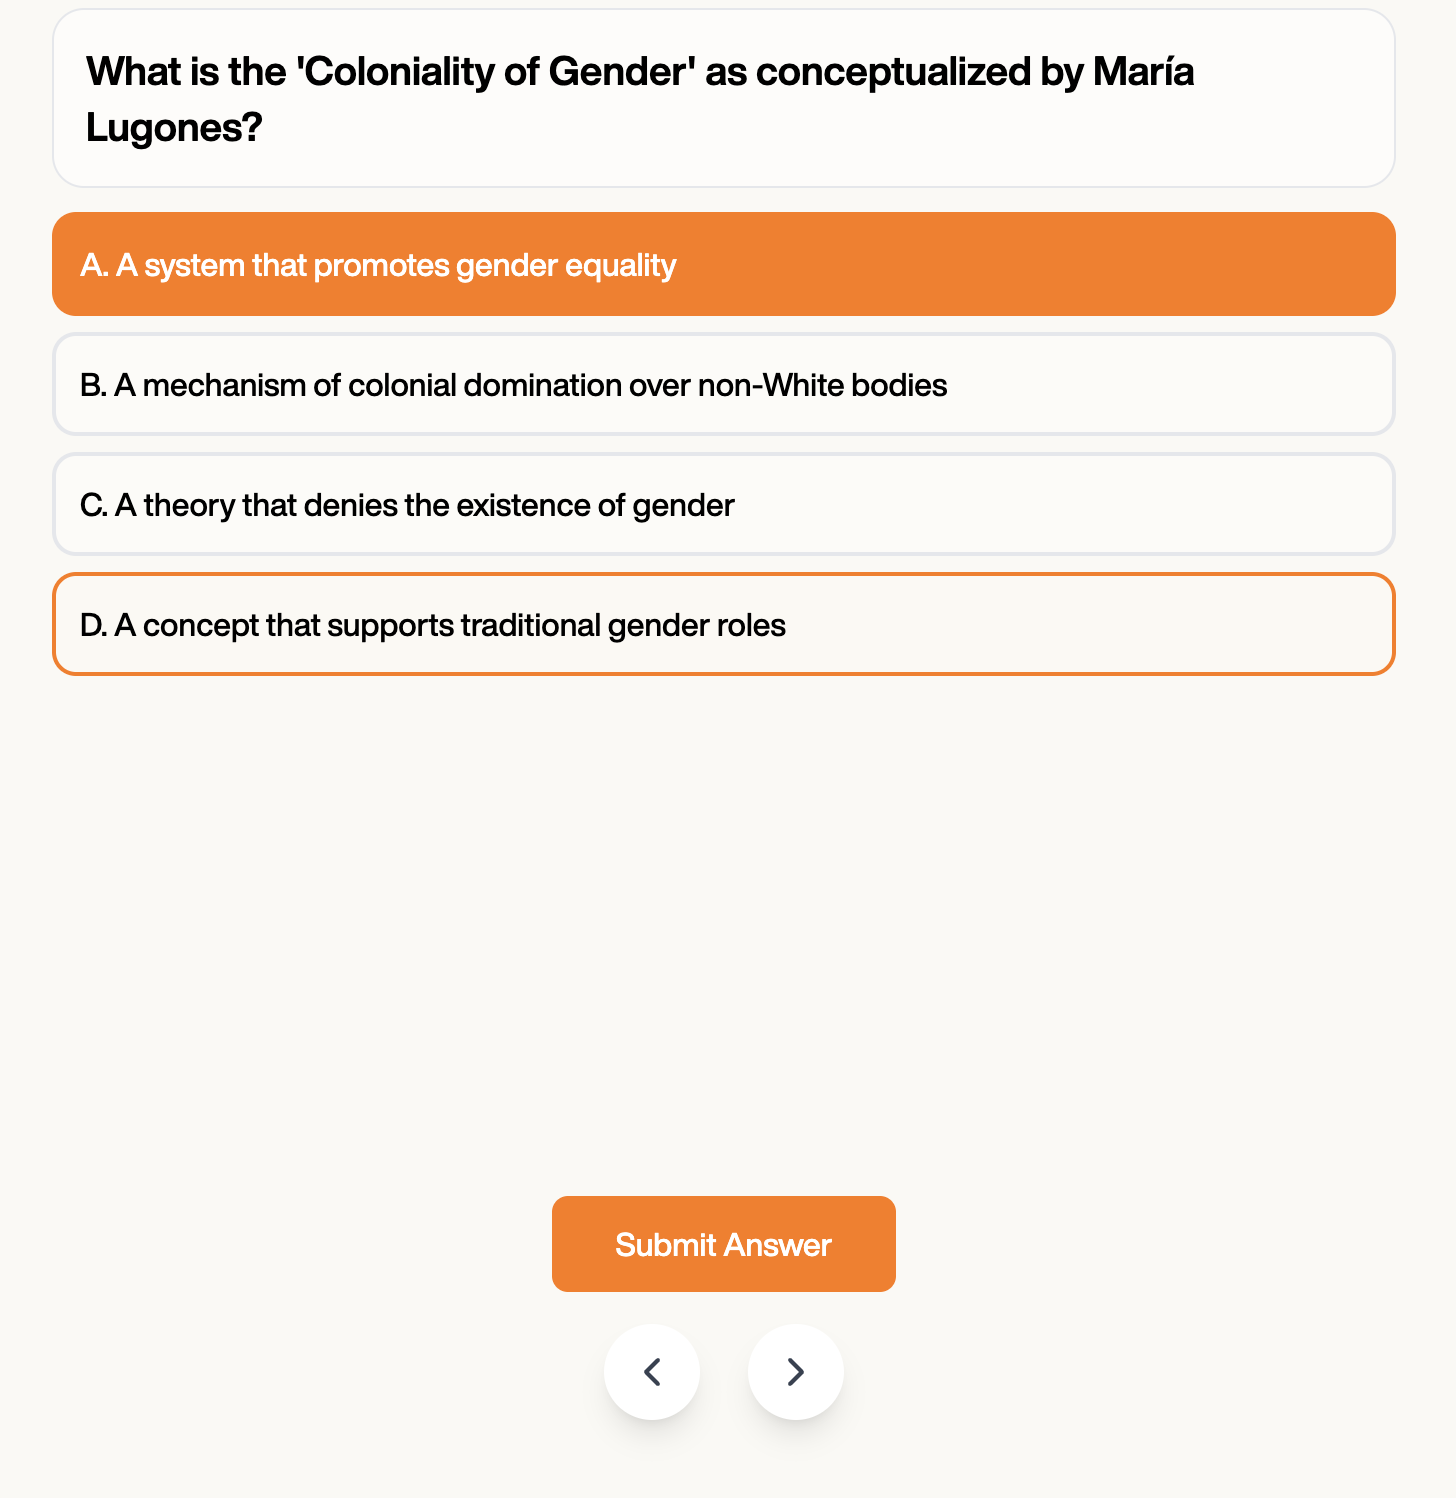 What is the 'Coloniality of Gender' as conceptualized by María
Lugones?
A. A system that promotes gender equality
B. A mechanism of colonial domination over non-White bodies
C. A theory that denies the existence of gender
D. A concept that supports traditional gender roles
Submit Answer